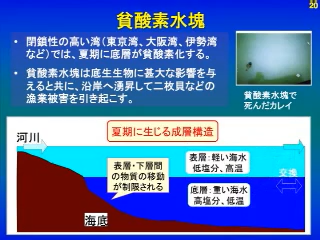 20
貧酸素水塊
• 閉鎖性の高い湾（東京湾、大阪湾、伊勢湾
など）では、夏期に底層が貧酸素化する。
• 貧酸素水塊は底生生物に甚大な影響を与
えると共に、沿岸へ湧昇して二枚貝などの
漁業被害を引き起こす。
貧酸素水塊で
死んだカレイ
夏期に生じる成層構造
河川
表層・下層間
の物質の移動
が制限される
表層：軽い海水
低塩分、高温
交換
底層：重い海水
高塩分、低温
海底